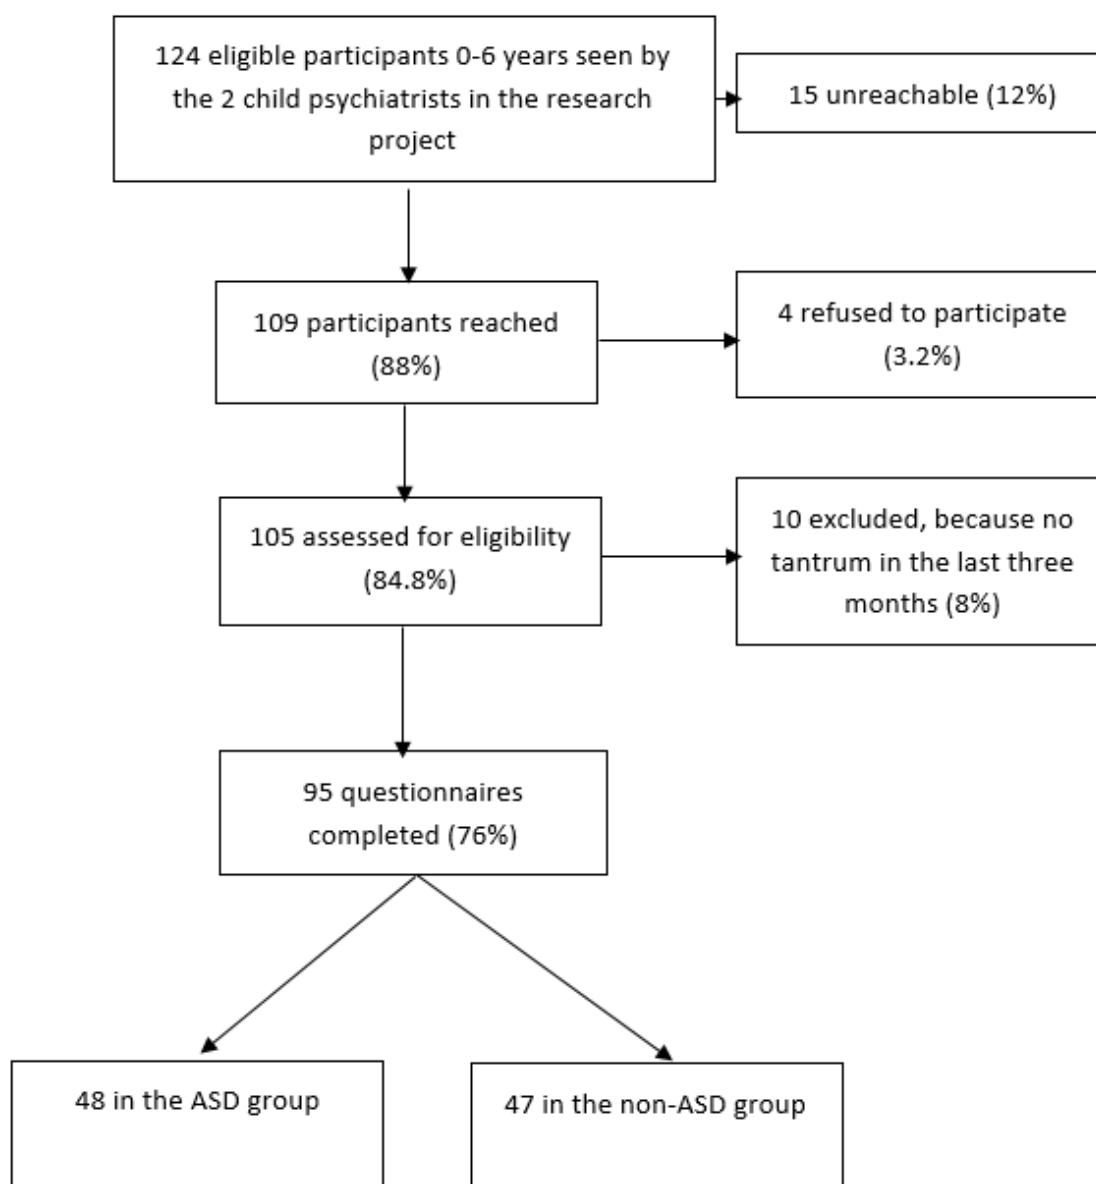 124 eligible participants 0-6 years seen by
the 2 child psychiatrists in the research
project
15 unreachable (12%)
109 participants reached
(88%)
4 refused to participate
(3.2%)
105 assessed for eligibility
(84.8%)
10 excluded, because no
tantrum in the last three
months (8%)
95 questionnaires
completed (76%)
48 in the ASD group
47 in the non-ASD group